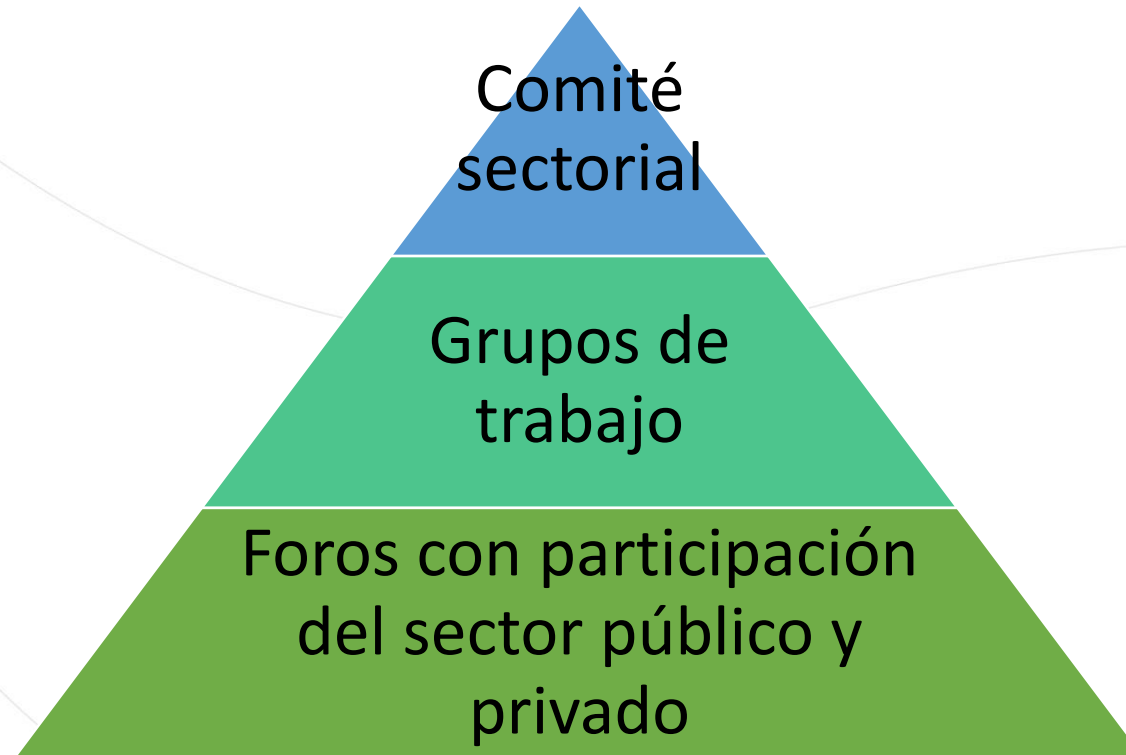 Comité
sectorial
Grupos de
trabajo
Foros con participación
del sector público y
privado